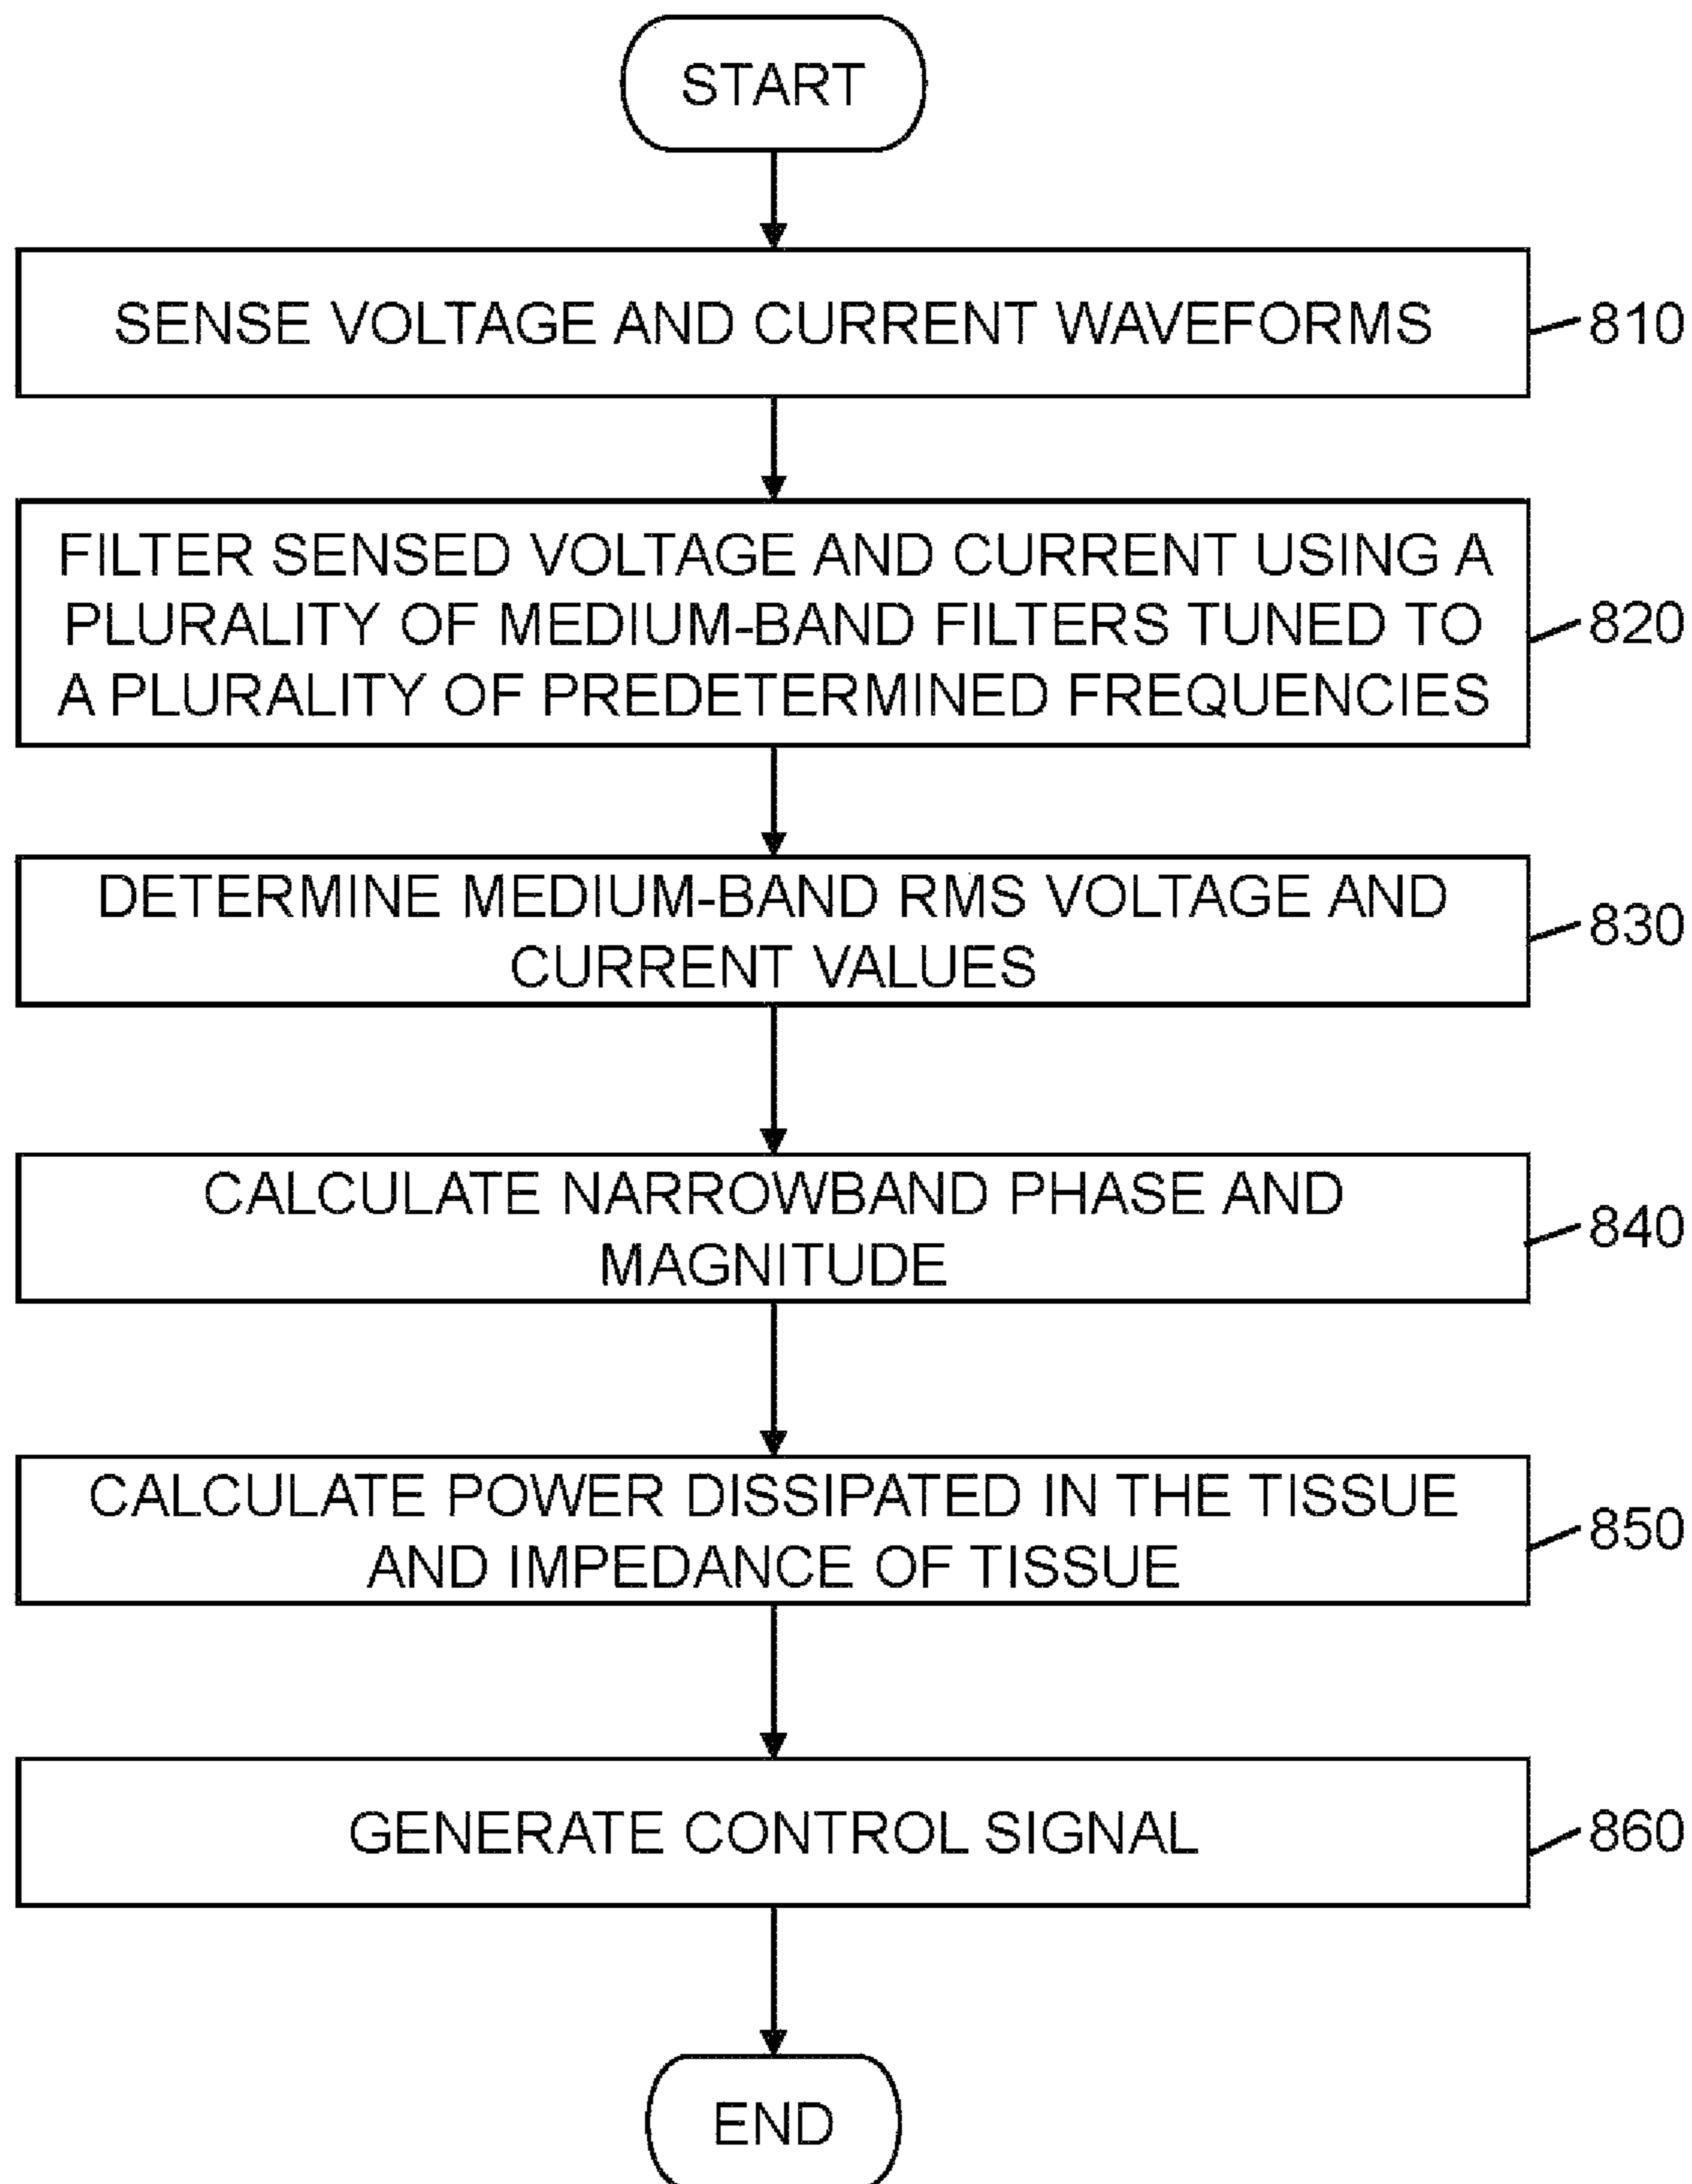 START
SENSE VOLTAGE AND CURRENT WAVEFORMS
810
FILTER SENSED VOLTAGE AND CURRENT USING A
PLURALITY OF MEDIUM-BAND FILTERS TUNED TO
A PLURALITY OF PREDETERMINED FREQUENCIES
820
DETERMINE MEDIUM-BAND RMS VOLTAGE AND
CURRENT VALUES
830
CALCULATE NARROWBAND PHASE AND
MAGNITUDE
840
CALCULATE POWER DISSIPATED IN THE TISSUE
AND IMPEDANCE OF TISSUE
850
GENERATE CONTROL SIGNAL
860
END